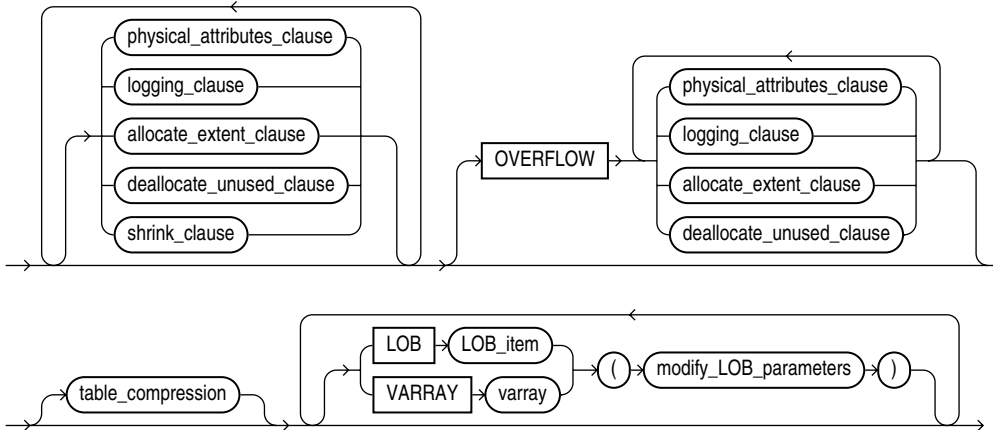 physical_attributes_clause
logging_clause
allocate_extent_clause
deallocate_unused_clause
shrink_clause
OVERFLOW
physical_attributes_clause
logging_clause
allocate_extent_clause
deallocate_unused_clause
table_compression
LOB LOB_item
VARRAY varray
( modify_LOB_parameters )